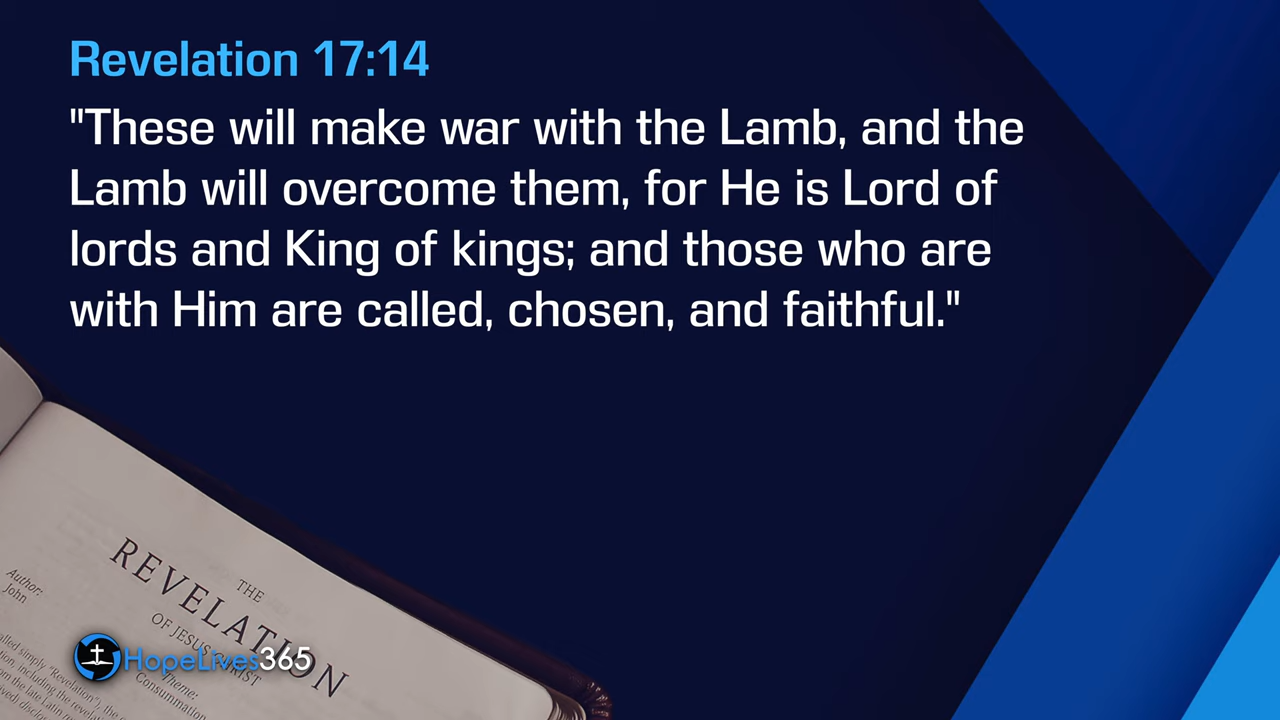 Revelation 17:14
"These will make war with the Lamb, and the
Lamb will overcome them, for He is Lord of
lords and King of kings; and those who are
with Him are called, chosen, and faithful."
THE
REVELATION
OF JESUS CHRIST
Author:
John
Theme:
Consummation
HopeLives365